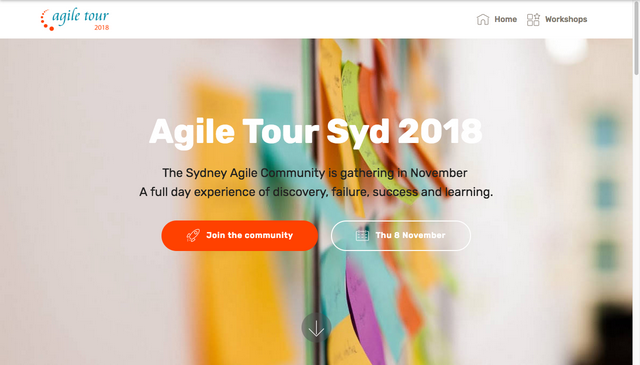 agile tour
2018
Home
Workshops
Agile Tour Syd 2018
The Sydney Agile Community is gathering in November
A full day experience of discovery, failure, success and learning.
Join the community
Thu 8 November